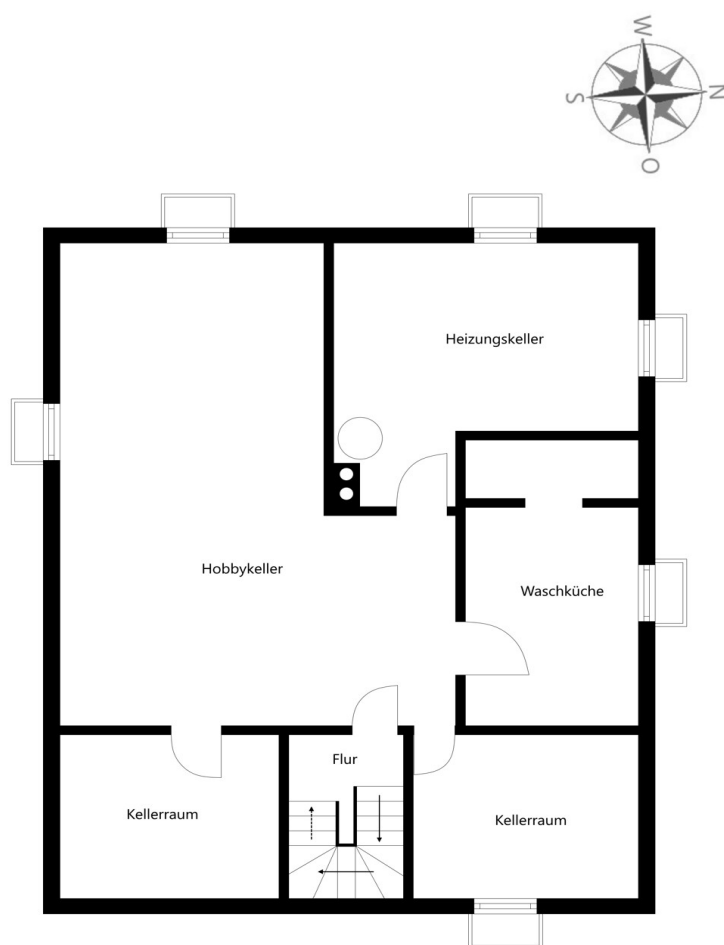 W
S
N
O
Heizungskeller
Hobbykeller
Waschküche
Flur
Kellerraum
Kellerraum